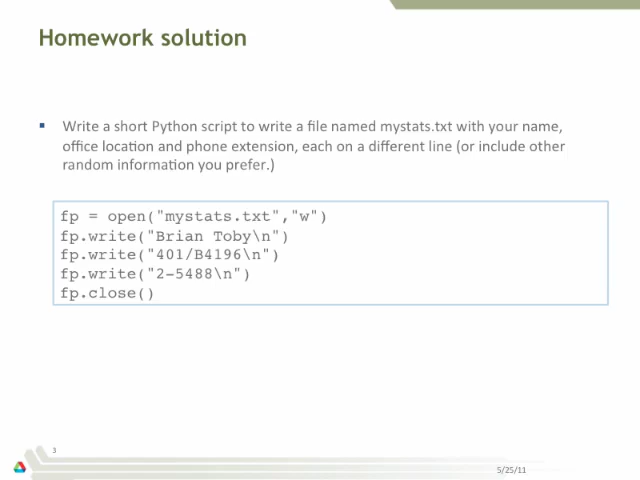 Homework solution
▪ Write a short Python script to write a file named mystats.txt with your name,
office location and phone extension, each on a different line (or include other
random information you prefer.)
fp = open("mystats.txt","w")
fp.write("Brian Toby\n")
fp.write("401/B4196\n")
fp.write("2-5488\n")
fp.close()
3
5/25/11